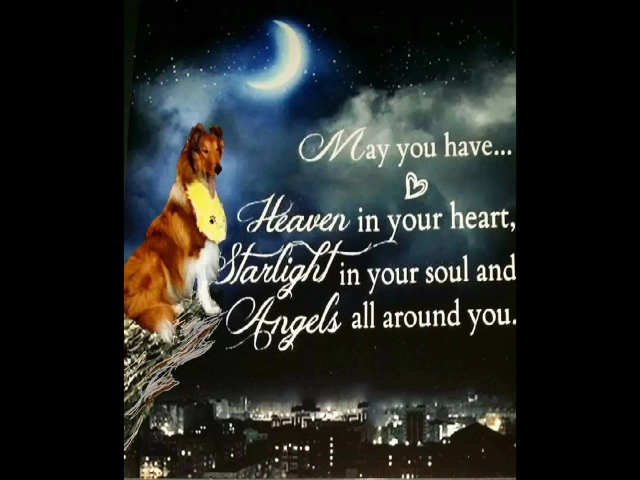 May you have...
Heaven in your heart,
Starlight in your soul and
Angels all around you.